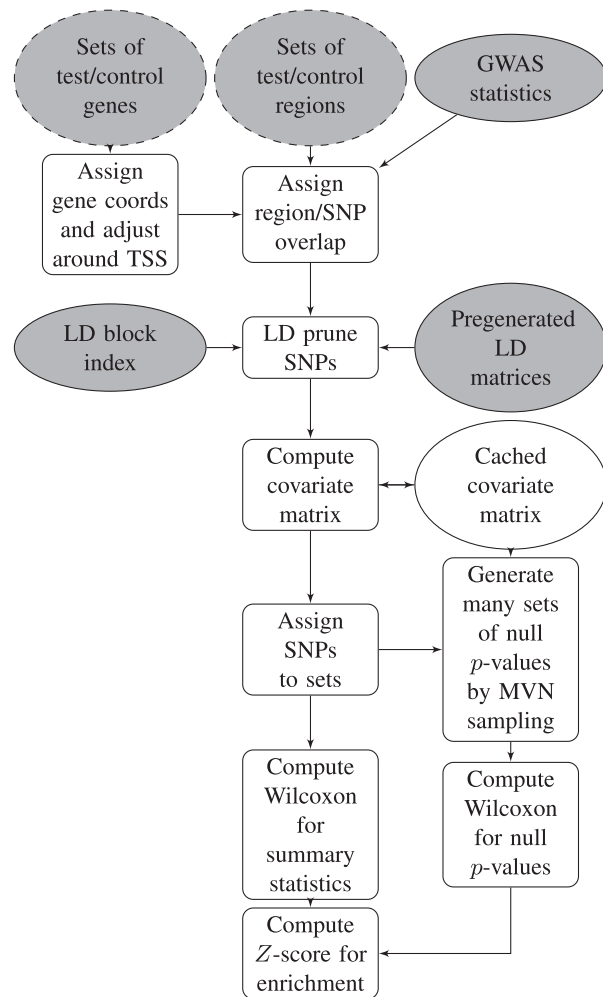 Sets of
test/control
genes
Sets of
test/control
regions
GWAS
statistics
Assign
gene coords
and adjust
around TSS
Assign
region/SNP
overlap
LD block
index
LD prune
SNPs
Pregenerated
LD
matrices
Compute
covariate
matrix
Cached
covariate
matrix
Assign
SNPs
to sets
Generate
many sets
of null
p-values
by MVN
sampling
Compute
Wilcoxon
for
summary
statistics
Compute
Wilcoxon
for null
p-values
Compute
Z-score for
enrichment